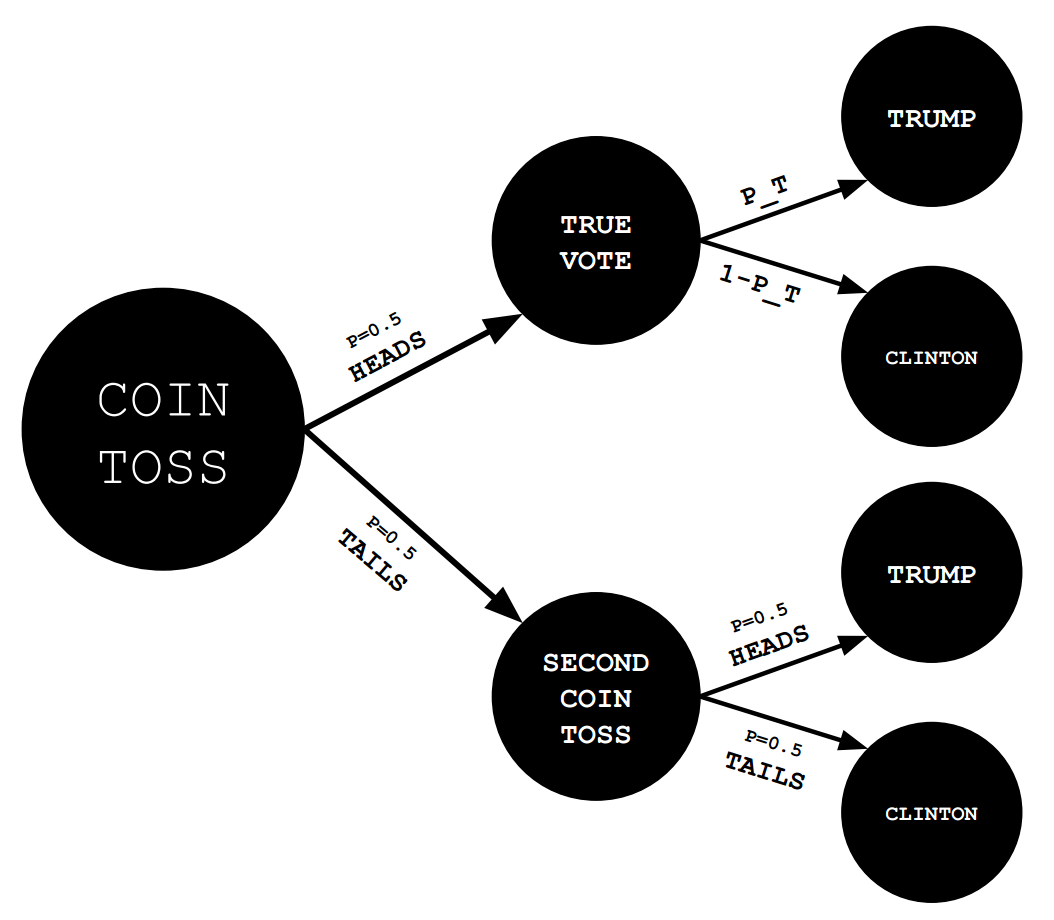 COIN
TOSS
P=0.5
HEADS
P=0.5
TAILS
TRUE
VOTE
P_T
1-P_T
TRUMP
CLINTON
SECOND
COIN
TOSS
P=0.5
HEADS
P=0.5
TAILS
TRUMP
CLINTON